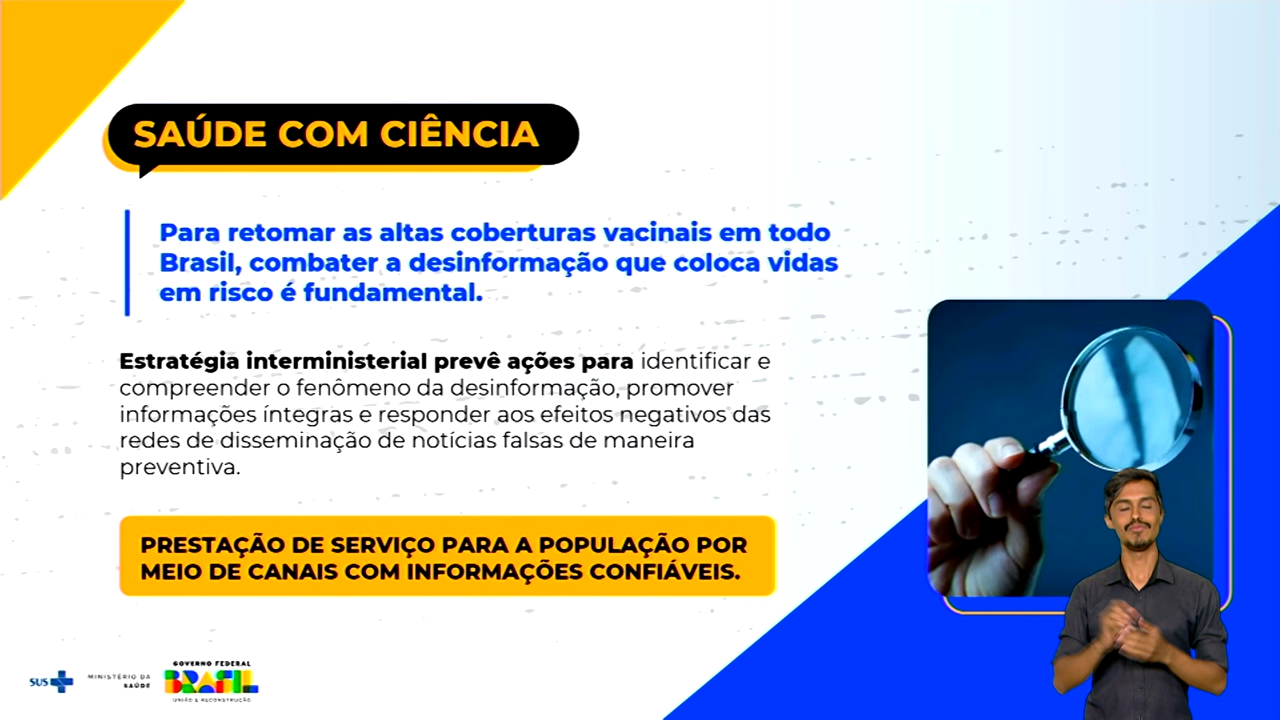 SAÚDE COM CIÊNCIA
Para retomar as altas coberturas vacinais em todo
Brasil, combater a desinformação que coloca vidas
em risco é fundamental.
Estratégia interministerial prevê ações para identificar e
compreender o fenômeno da desinformação, promover
informações íntegras e responder aos efeitos negativos das
redes de disseminação de notícias falsas de maneira
preventiva.
PRESTAÇÃO DE SERVIÇO PARA A POPULAÇÃO POR
MEIO DE CANAIS COM INFORMAÇÕES CONFIÁVEIS.
SUS
MINISTÉRIO DA
SAÚDE
GOVERNO FEDERAL
BRASIL
UNIÃO E RECONSTRUÇÃO